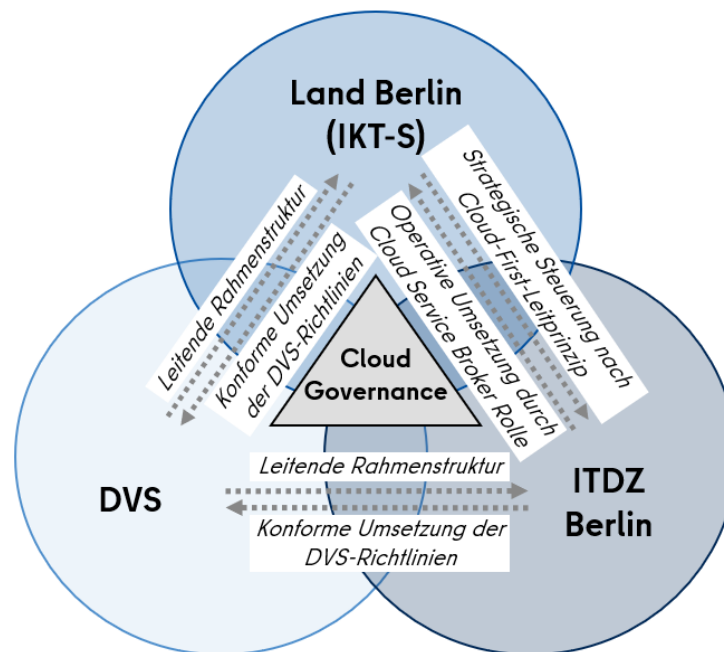 Land Berlin
(IKT-S)
Leitende Rahmenstruktur
Konforme Umsetzung
der DVS-Richtlinien
Operative Umsetzung durch
Cloud Service Broker Rolle
Strategische Steuerung nach
Cloud-First-Leitprinzip
Cloud
Governance
DVS
Leitende Rahmenstruktur
Konforme Umsetzung der
DVS-Richtlinien
ITDZ
Berlin